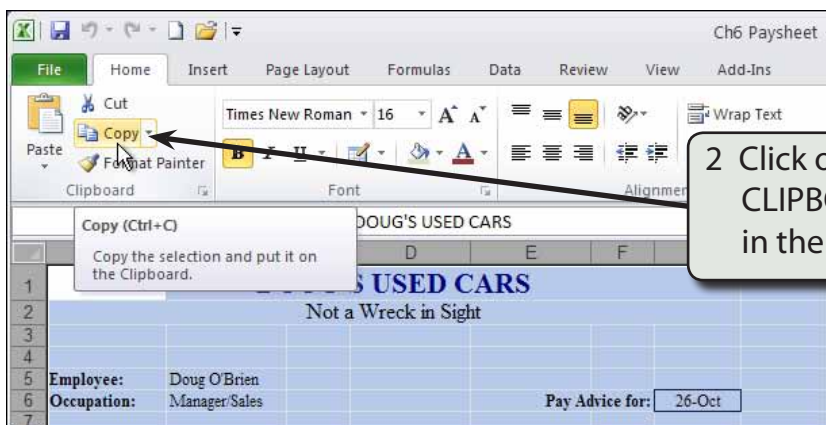 Ch6 Paysheet
File Home Insert Page Layout Formulas Data Review View Add-Ins
Paste
Cut
Copy
Format Painter
Clipboard
Times New Roman 16 A A
B I U A
Font
Wrap Text
Alignmen
2 Click
CLIPB
in the
Copy (Ctrl+C)
Copy the selection and put it on
the Clipboard.
DOUG'S USED CARS
D E F
1 USED CARS
2 Not a Wreck in Sight
3
4
5 Employee: Doug O'Brien
6 Occupation: Manager/Sales Pay Advice for: 26-Oct
7